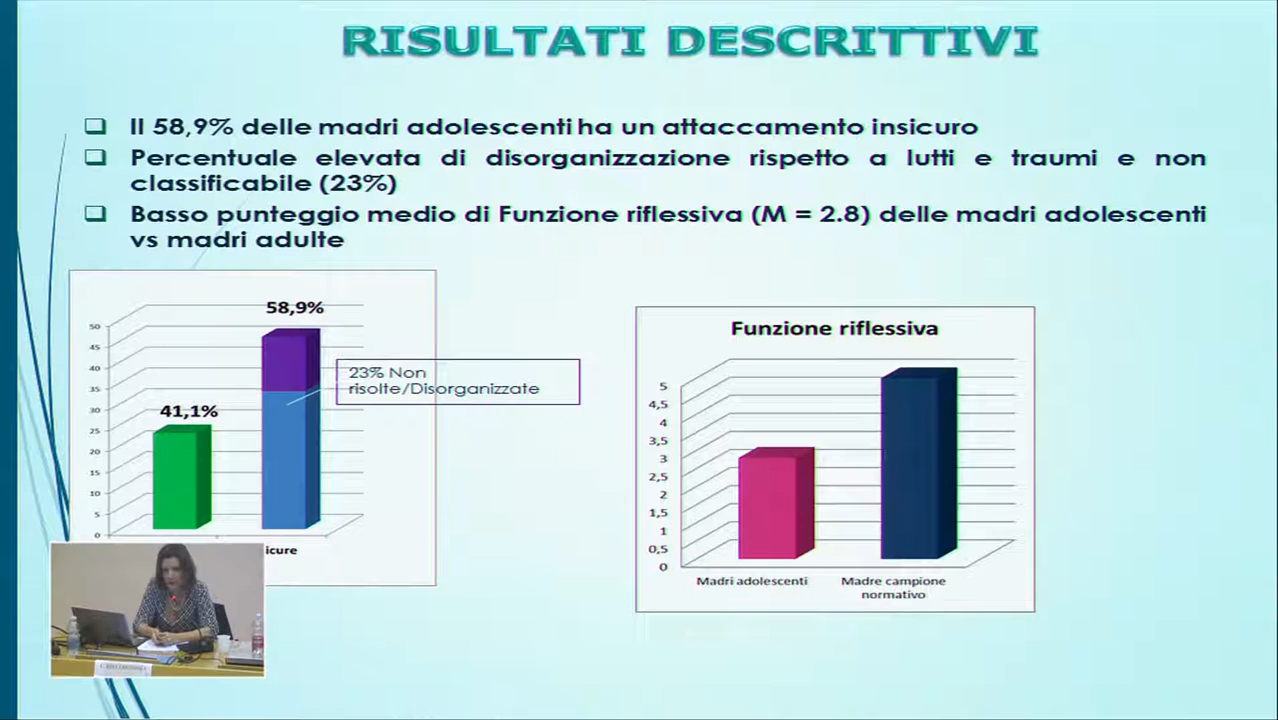 RISULTATI DESCRITTIVI
Il 58,9% delle madri adolescenti ha un attaccamento insicuro
Percentuale elevata di disorganizzazione rispetto a lutti e traumi e non
classificabile (23%)
Basso punteggio medio di Funzione riflessiva (M = 2.8) delle madri adolescenti
vs madri adulte
58,9%
50
45
40
35
30
25
20
15
10
5
0
41,1%
23% Non
risolte/Disorganizzate
icure
Funzione riflessiva
5
4,5
4
3,5
3
2,5
2
1,5
1
0,5
0
Madri adolescenti
Madre campione
normativo